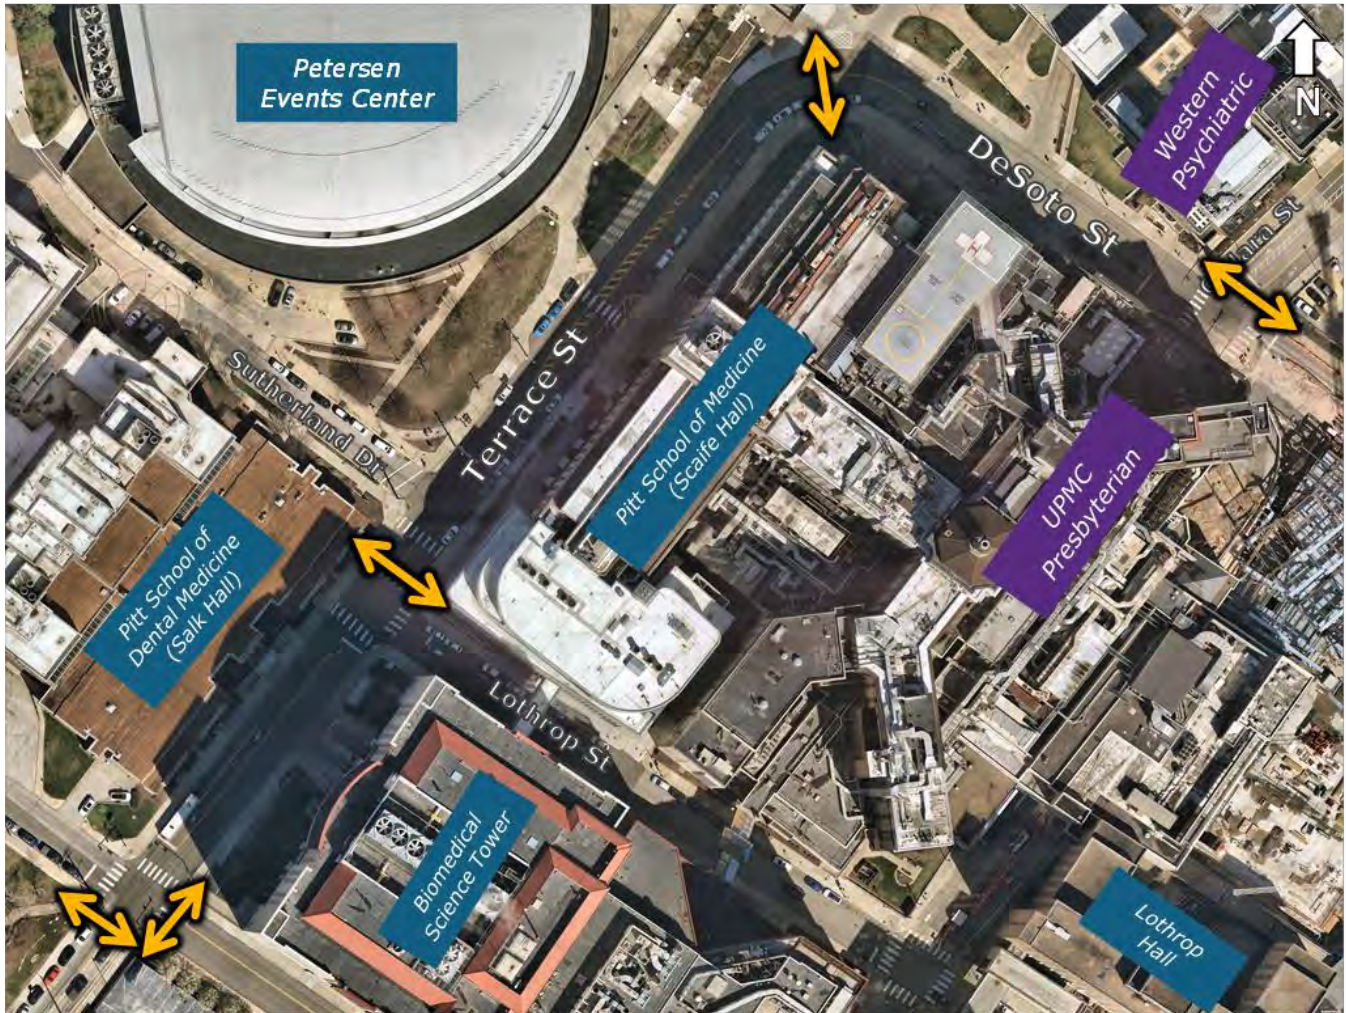 Petersen
Events Center
N
Western
Psychiatric
DeSoto St
Terrace St
Sutherland Dr
Pitt School of Medicine
(Scaife Hall)
UPMC
Presbyterian
Pitt School of
Dental Medicine
(Salk Hall)
Lothrop St
Biomedical
Science Tower
Lothrop
Hall